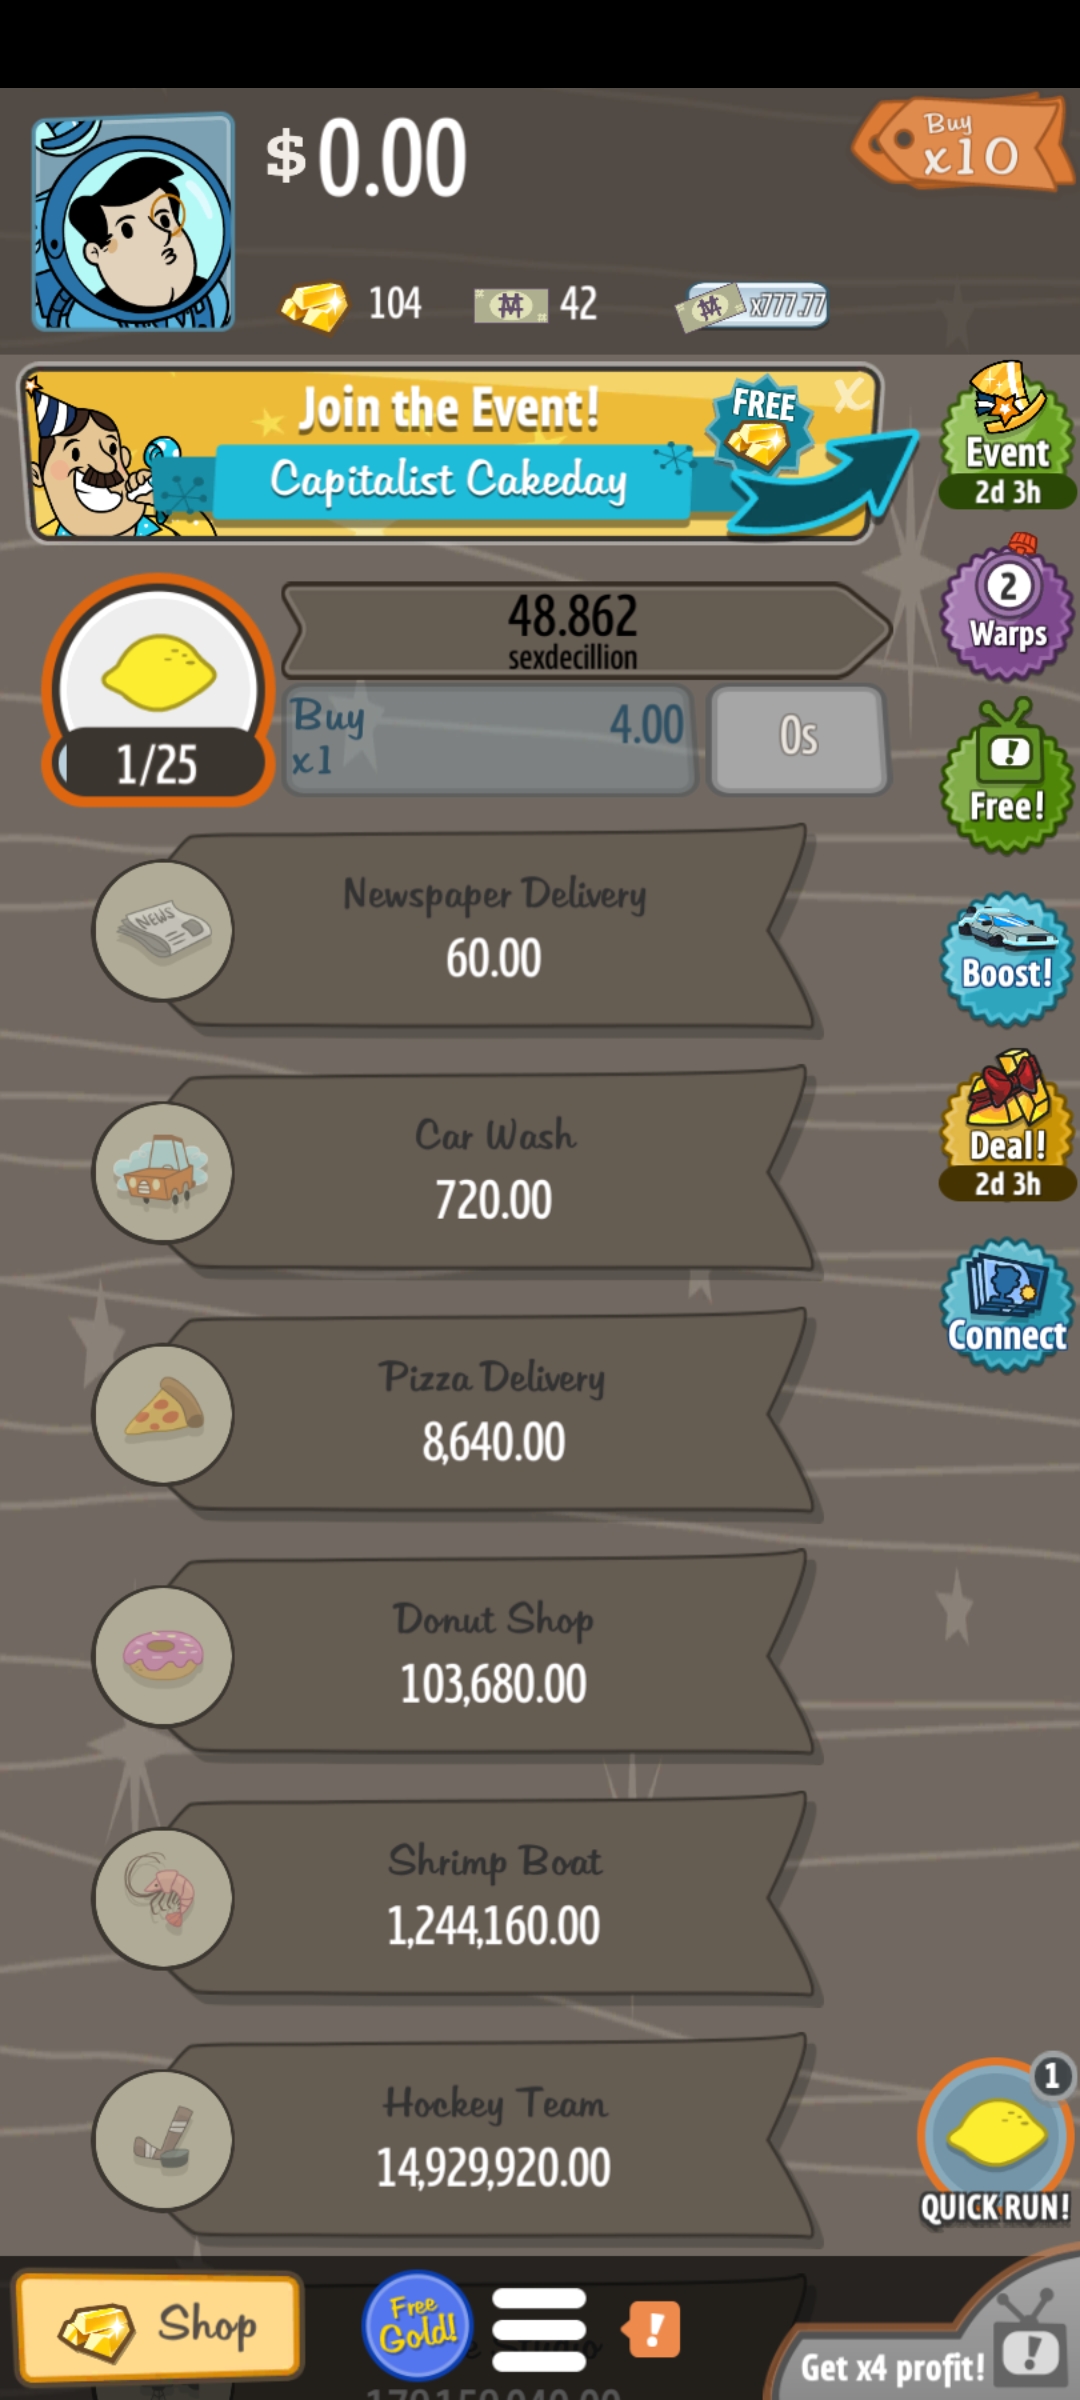 $0.00
Buy
x10
104
42
x777.77
Join the Event!
FREE
x
Capitalist Cakeday
Event
2d 3h
48.862
sexdecillion
2
Warps
Buy
x1
4.00
0s
1/25
!
Free!
Newspaper Delivery
60.00
NEWS
Boost!
Car Wash
720.00
Deal!
2d 3h
Connect
Pizza Delivery
8,640.00
Donut Shop
103,680.00
Shrimp Boat
1,244,160.00
Hockey Team
14,929,920.00
1
QUICK RUN!
Shop
Free
Gold!
!
Get x4 profit!
!